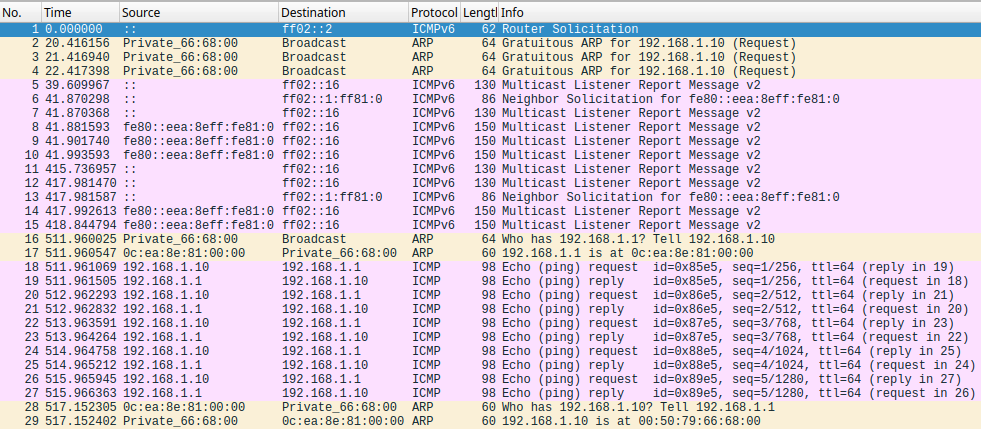 No. Time Source Destination Protocol Lengtl Info
1 0.000000 :: ff02::2 ICMPv6 62 Router Solicitation
2 20.416156 Private_66:68:00 Broadcast ARP 64 Gratuitous ARP for 192.168.1.10 (Request)
3 21.416940 Private_66:68:00 Broadcast ARP 64 Gratuitous ARP for 192.168.1.10 (Request)
4 22.417398 Private_66:68:00 Broadcast ARP 64 Gratuitous ARP for 192.168.1.10 (Request)
5 39.609967 :: ff02::16 ICMPv6 130 Multicast Listener Report Message v2
6 41.870298 :: ff02::1:ff81:0 ICMPv6 86 Neighbor Solicitation for fe80::eea:8eff:fe81:0
7 41.870368 :: ff02::16 ICMPv6 130 Multicast Listener Report Message v2
8 41.881593 fe80::eea:8eff:fe81:0 ff02::16 ICMPv6 150 Multicast Listener Report Message v2
9 41.901740 fe80::eea:8eff:fe81:0 ff02::16 ICMPv6 150 Multicast Listener Report Message v2
10 41.993593 fe80::eea:8eff:fe81:0 ff02::16 ICMPv6 150 Multicast Listener Report Message v2
11 415.736957 :: ff02::16 ICMPv6 130 Multicast Listener Report Message v2
12 417.981470 :: ff02::16 ICMPv6 130 Multicast Listener Report Message v2
13 417.981587 :: ff02::1:ff81:0 ICMPv6 86 Neighbor Solicitation for fe80::eea:8eff:fe81:0
14 417.992613 fe80::eea:8eff:fe81:0 ff02::16 ICMPv6 150 Multicast Listener Report Message v2
15 418.844794 fe80::eea:8eff:fe81:0 ff02::16 ICMPv6 150 Multicast Listener Report Message v2
16 511.960025 Private_66:68:00 Broadcast ARP 64 Who has 192.168.1.1? Tell 192.168.1.10
17 511.960547 0c:ea:8e:81:00:00 Private_66:68:00 ARP 60 192.168.1.1 is at 0c:ea:8e:81:00:00
18 511.961069 192.168.1.10 192.168.1.1 ICMP 98 Echo (ping) request id=0x85e5, seq=1/256, ttl=64 (reply in 19)
19 511.961505 192.168.1.1 192.168.1.10 ICMP 98 Echo (ping) reply id=0x85e5, seq=1/256, ttl=64 (request in 18)
20 512.962293 192.168.1.10 192.168.1.1 ICMP 98 Echo (ping) request id=0x86e5, seq=2/512, ttl=64 (reply in 21)
21 512.962832 192.168.1.1 192.168.1.10 ICMP 98 Echo (ping) reply id=0x86e5, seq=2/512, ttl=64 (request in 20)
22 513.963591 192.168.1.10 192.168.1.1 ICMP 98 Echo (ping) request id=0x87e5, seq=3/768, ttl=64 (reply in 23)
23 513.964264 192.168.1.1 192.168.1.10 ICMP 98 Echo (ping) reply id=0x87e5, seq=3/768, ttl=64 (request in 22)
24 514.964758 192.168.1.10 192.168.1.1 ICMP 98 Echo (ping) request id=0x88e5, seq=4/1024, ttl=64 (reply in 25)
25 514.965212 192.168.1.1 192.168.1.10 ICMP 98 Echo (ping) reply id=0x88e5, seq=4/1024, ttl=64 (request in 24)
26 515.965945 192.168.1.10 192.168.1.1 ICMP 98 Echo (ping) request id=0x89e5, seq=5/1280, ttl=64 (reply in 27)
27 515.966363 192.168.1.1 192.168.1.10 ICMP 98 Echo (ping) reply id=0x89e5, seq=5/1280, ttl=64 (request in 26)
28 517.152305 0c:ea:8e:81:00:00 Private_66:68:00 ARP 60 Who has 192.168.1.10? Tell 192.168.1.1
29 517.152402 Private_66:68:00 0c:ea:8e:81:00:00 ARP 60 192.168.1.10 is at 00:50:79:66:68:00